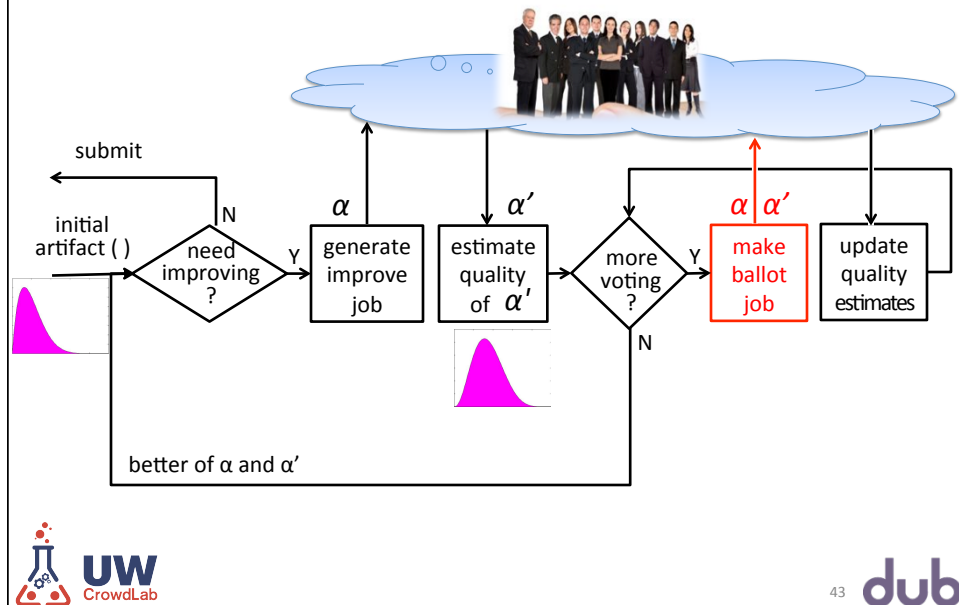 submit
N
initial
artifact ( )
need
improving
?
Y
α
generate
improve
job
α’
estimate
quality
of α'
more
voting
?
Y
N
α α’
make
ballot
job
update
quality
estimates
better of α and α’
UW
CrowdLab
43
dub